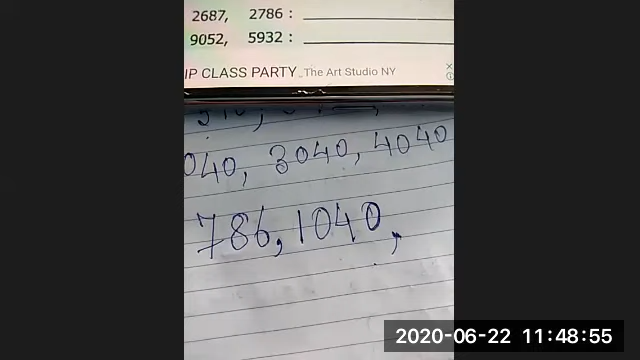 2687, 2786 :
9052, 5932 :
IP CLASS PARTY The Art Studio NY
040, 3040, 4040
786, 1040,
2020-06-22 11:48:55